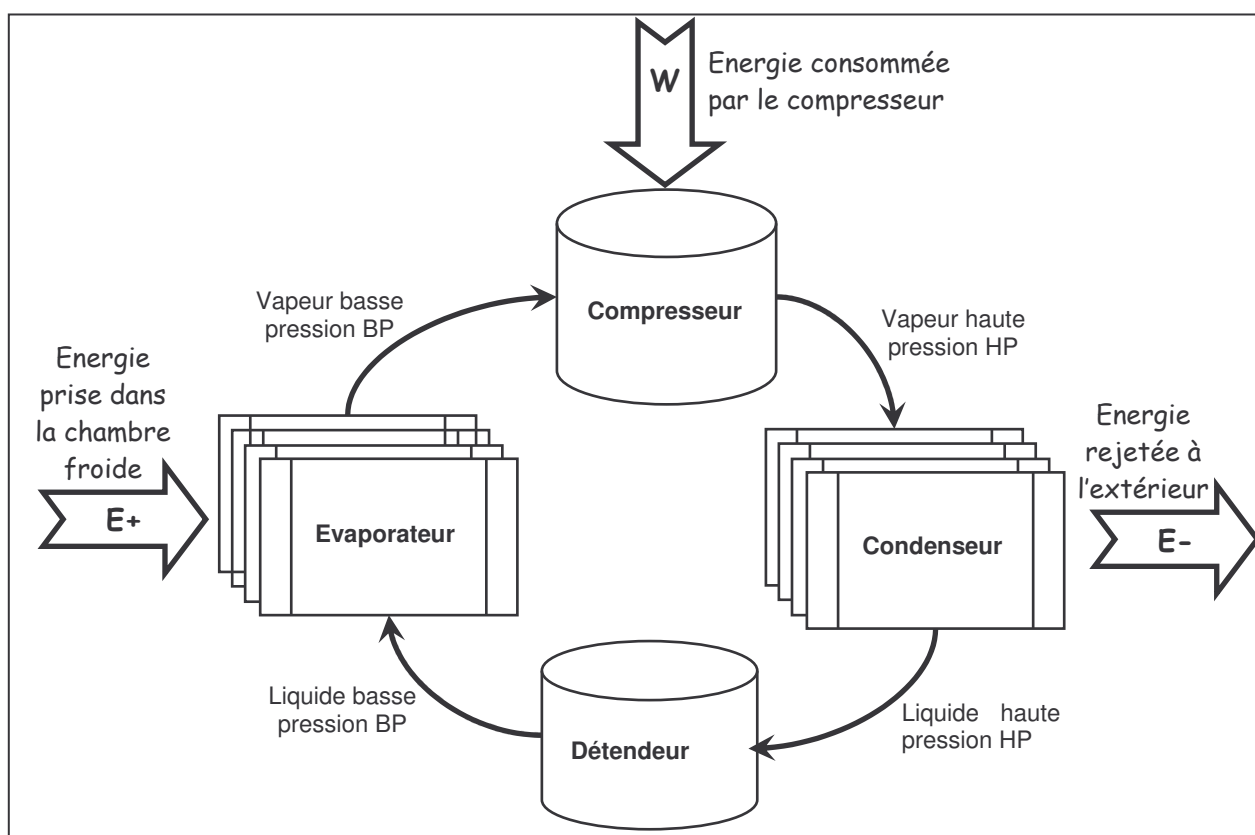 W
Energie consommée
par le compresseur
Compresseur
Vapeur basse
pression BP
Vapeur haute
pression HP
Energie
prise dans
la chambre
froide
E+
Evaporateur
Condenseur
Energie
rejetée à
l'extérieur
E-
Liquide basse
pression BP
Détendeur
Liquide haute
pression HP